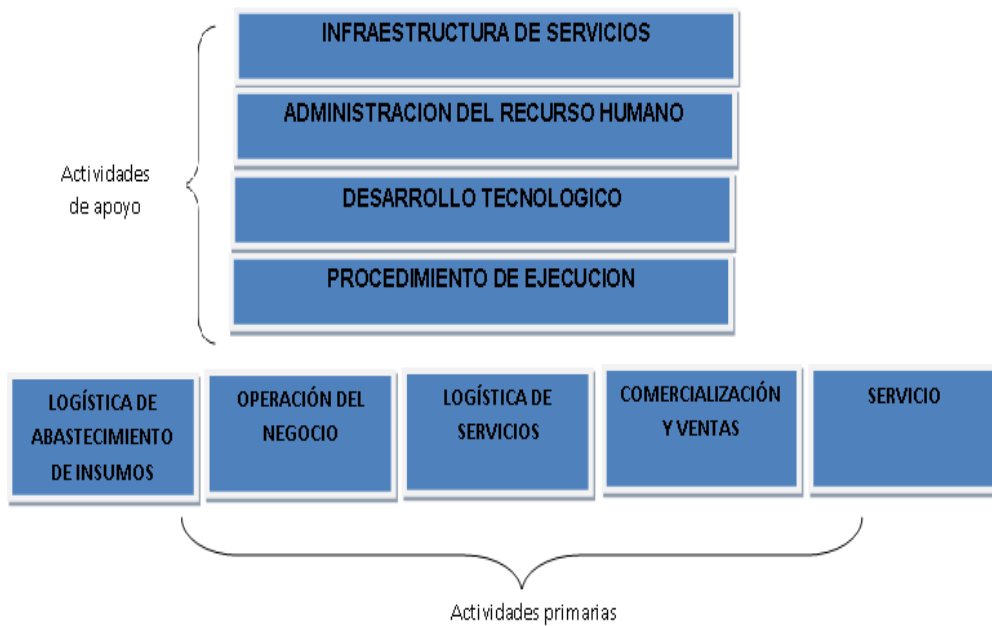 INFRAESTRUCTURA DE SERVICIOS
ADMINISTRACION DEL RECURSO HUMANO
Actividades
de apoyo
DESARROLLO TECNOLOGICO
PROCEDIMIENTO DE EJECUCION
LOGÍSTICA DE
ABASTECIMIENTO
DE INSUMOS
OPERACIÓN DEL
NEGOCIO
LOGÍSTICA DE
SERVICIOS
COMERCIALIZACIÓN
Y VENTAS
SERVICIO
Actividades primarias